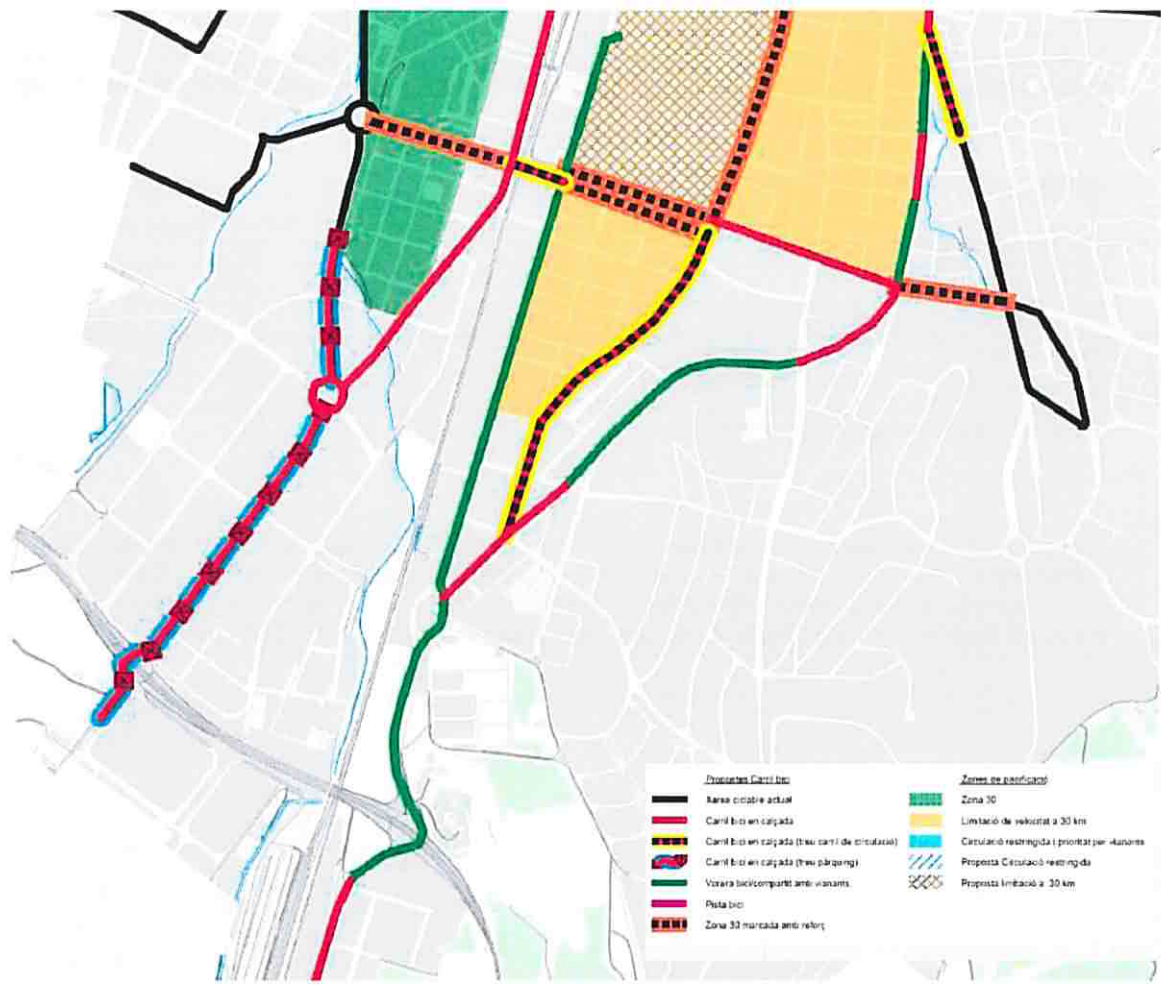 Propostes Carril bici
Xarxa ciclable actual
Carril bici en calçada
Carril bici en calçada (treu carril de circulació)
Carril bici en calçada (treu pàrquing)
Vorera bici/compartit amb vianants
Pista bici
Zona 30 marcada amb reforç
Zones de pacificació
Zona 30
Limitació de velocitat a 30 km
Circulació restringida i prioritat per vianants
Proposta Circulació restringida
Proposta limitació a 30 km